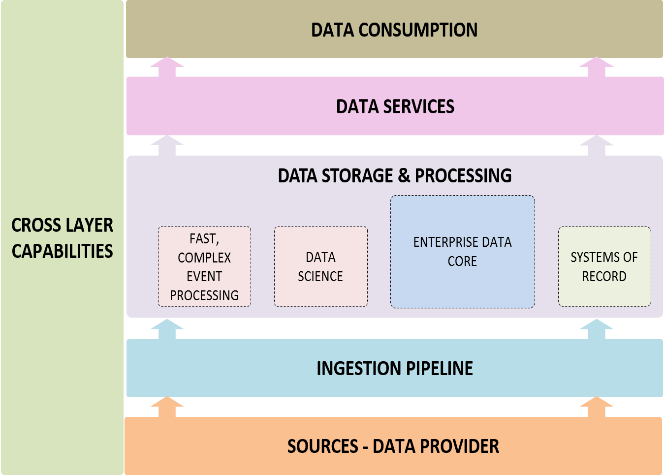 DATA CONSUMPTION
DATA SERVICES
DATA STORAGE & PROCESSING
CROSS LAYER
CAPABILITIES
FAST,
COMPLEX
EVENT
PROCESSING
DATA
SCIENCE
ENTERPRISE DATA
CORE
SYSTEMS OF
RECORD
INGESTION PIPELINE
SOURCES - DATA PROVIDER